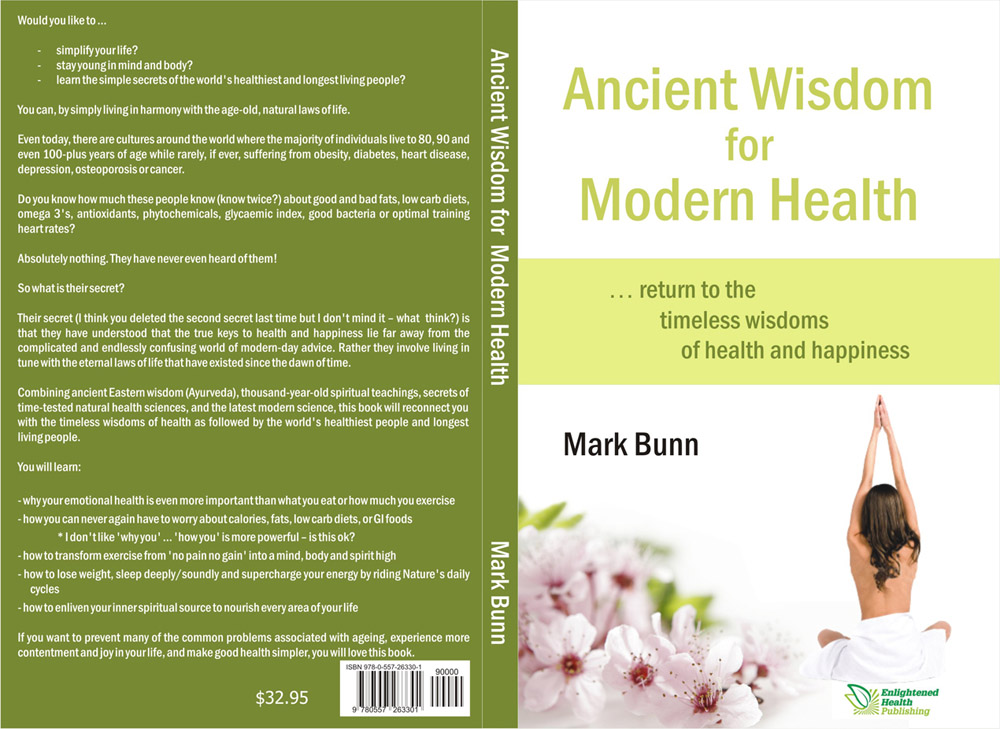 Would you like to ...
- simplify your life?
- stay young in mind and body?
- learn the simple secrets of the world's healthiest and longest living people?
You can, by simply living in harmony with the age-old, natural laws of life.
Even today, there are cultures around the world where the majority of individuals live to 80, 90 and
even 100-plus years of age while rarely, if ever, suffering from obesity, diabetes, heart disease,
depression, osteoporosis or cancer.
Do you know how much these people know (know twice?) about good and bad fats, low carb diets,
omega 3's, antioxidants, phytochemicals, glycaemic index, good bacteria or optimal training
heart rates?
Absolutely nothing. They have never even heard of them!
So what is their secret?
Their secret (I think you deleted the second secret last time but I don't mind it – what think?) is
that they have understood that the true keys to health and happiness lie far away from the
complicated and endlessly confusing world of modern-day advice. Rather they involve living in
tune with the eternal laws of life that have existed since the dawn of time.
Combining ancient Eastern wisdom (Ayurveda), thousand-year-old spiritual teachings, secrets of
time-tested natural health sciences, and the latest modern science, this book will reconnect you
with the timeless wisdoms of health as followed by the world's healthiest people and longest
living people.
You will learn:
- why your emotional health is even more important than what you eat or how much you exercise
- how you can never again have to worry about calories, fats, low carb diets, or GI foods
* I don't like 'why you' ... 'how you' is more powerful – is this ok?
- how to transform exercise from 'no pain no gain' into a mind, body and spirit high
- how to lose weight, sleep deeply/soundly and supercharge your energy by riding Nature's daily
cycles
- how to enliven your inner spiritual source to nourish every area of your life
If you want to prevent many of the common problems associated with ageing, experience more
contentment and joy in your life, and make good health simpler, you will love this book.
$32.95
ISBN 978-0-557-26330-1
90000
9 780557 263301
Ancient Wisdom for Modern Health
Mark Bunn
Ancient Wisdom
for
Modern Health
... return to the
timeless wisdoms
of health and happiness
Mark Bunn
Enlightened
Health
Publishing